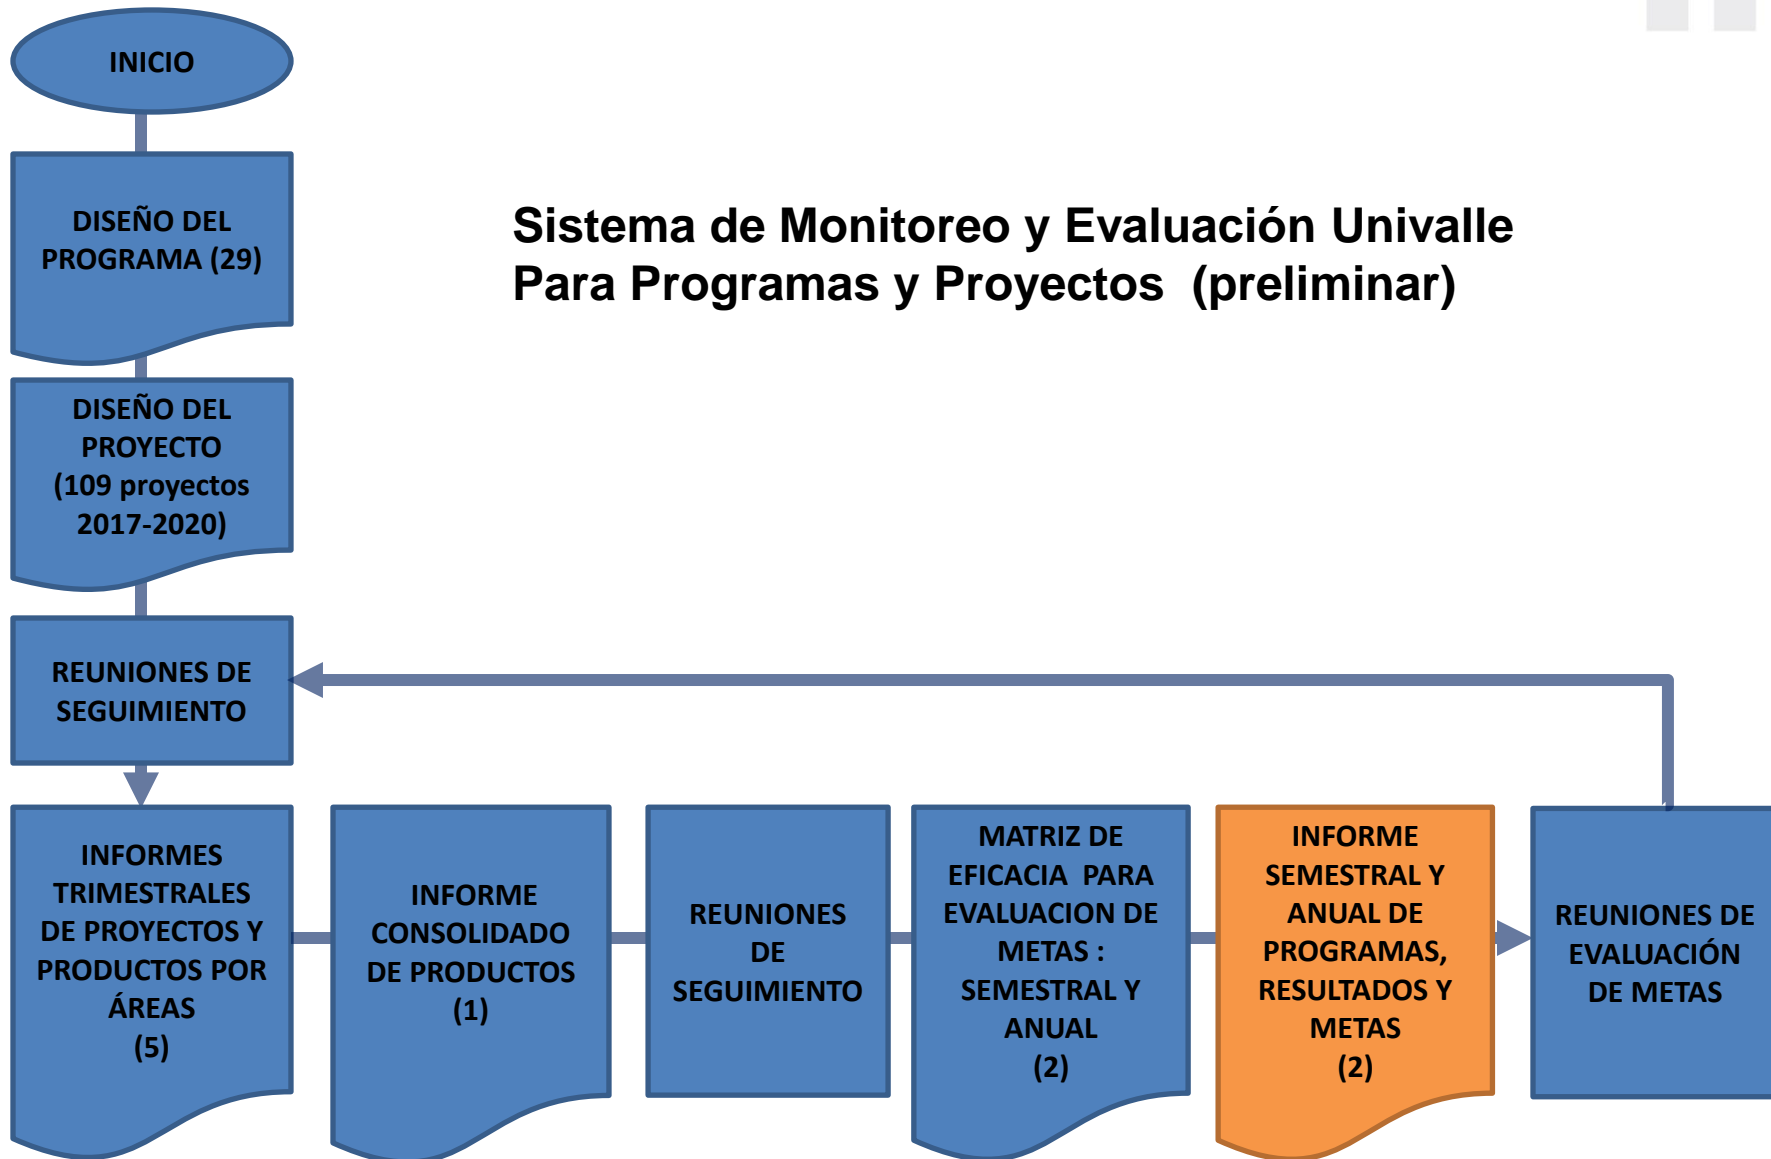 INICIO
DISEÑO DEL
PROGRAMA (29)
Sistema de Monitoreo y Evaluación Univalle
Para Programas y Proyectos (preliminar)
DISEÑO DEL
PROYECTO
(109 proyectos
2017-2020)
REUNIONES DE
SEGUIMIENTO
INFORMES
TRIMESTRALES
DE PROYECTOS Y
PRODUCTOS POR
ÁREAS
(5)
INFORME
CONSOLIDADO
DE PRODUCTOS
(1)
REUNIONES
DE
SEGUIMIENTO
MATRIZ DE
EFICACIA PARA
EVALUACION DE
METAS :
SEMESTRAL Y
ANUAL
(2)
INFORME
SEMESTRAL Y
ANUAL DE
PROGRAMAS,
RESULTADOS Y
METAS
(2)
REUNIONES DE
EVALUACIÓN
DE METAS